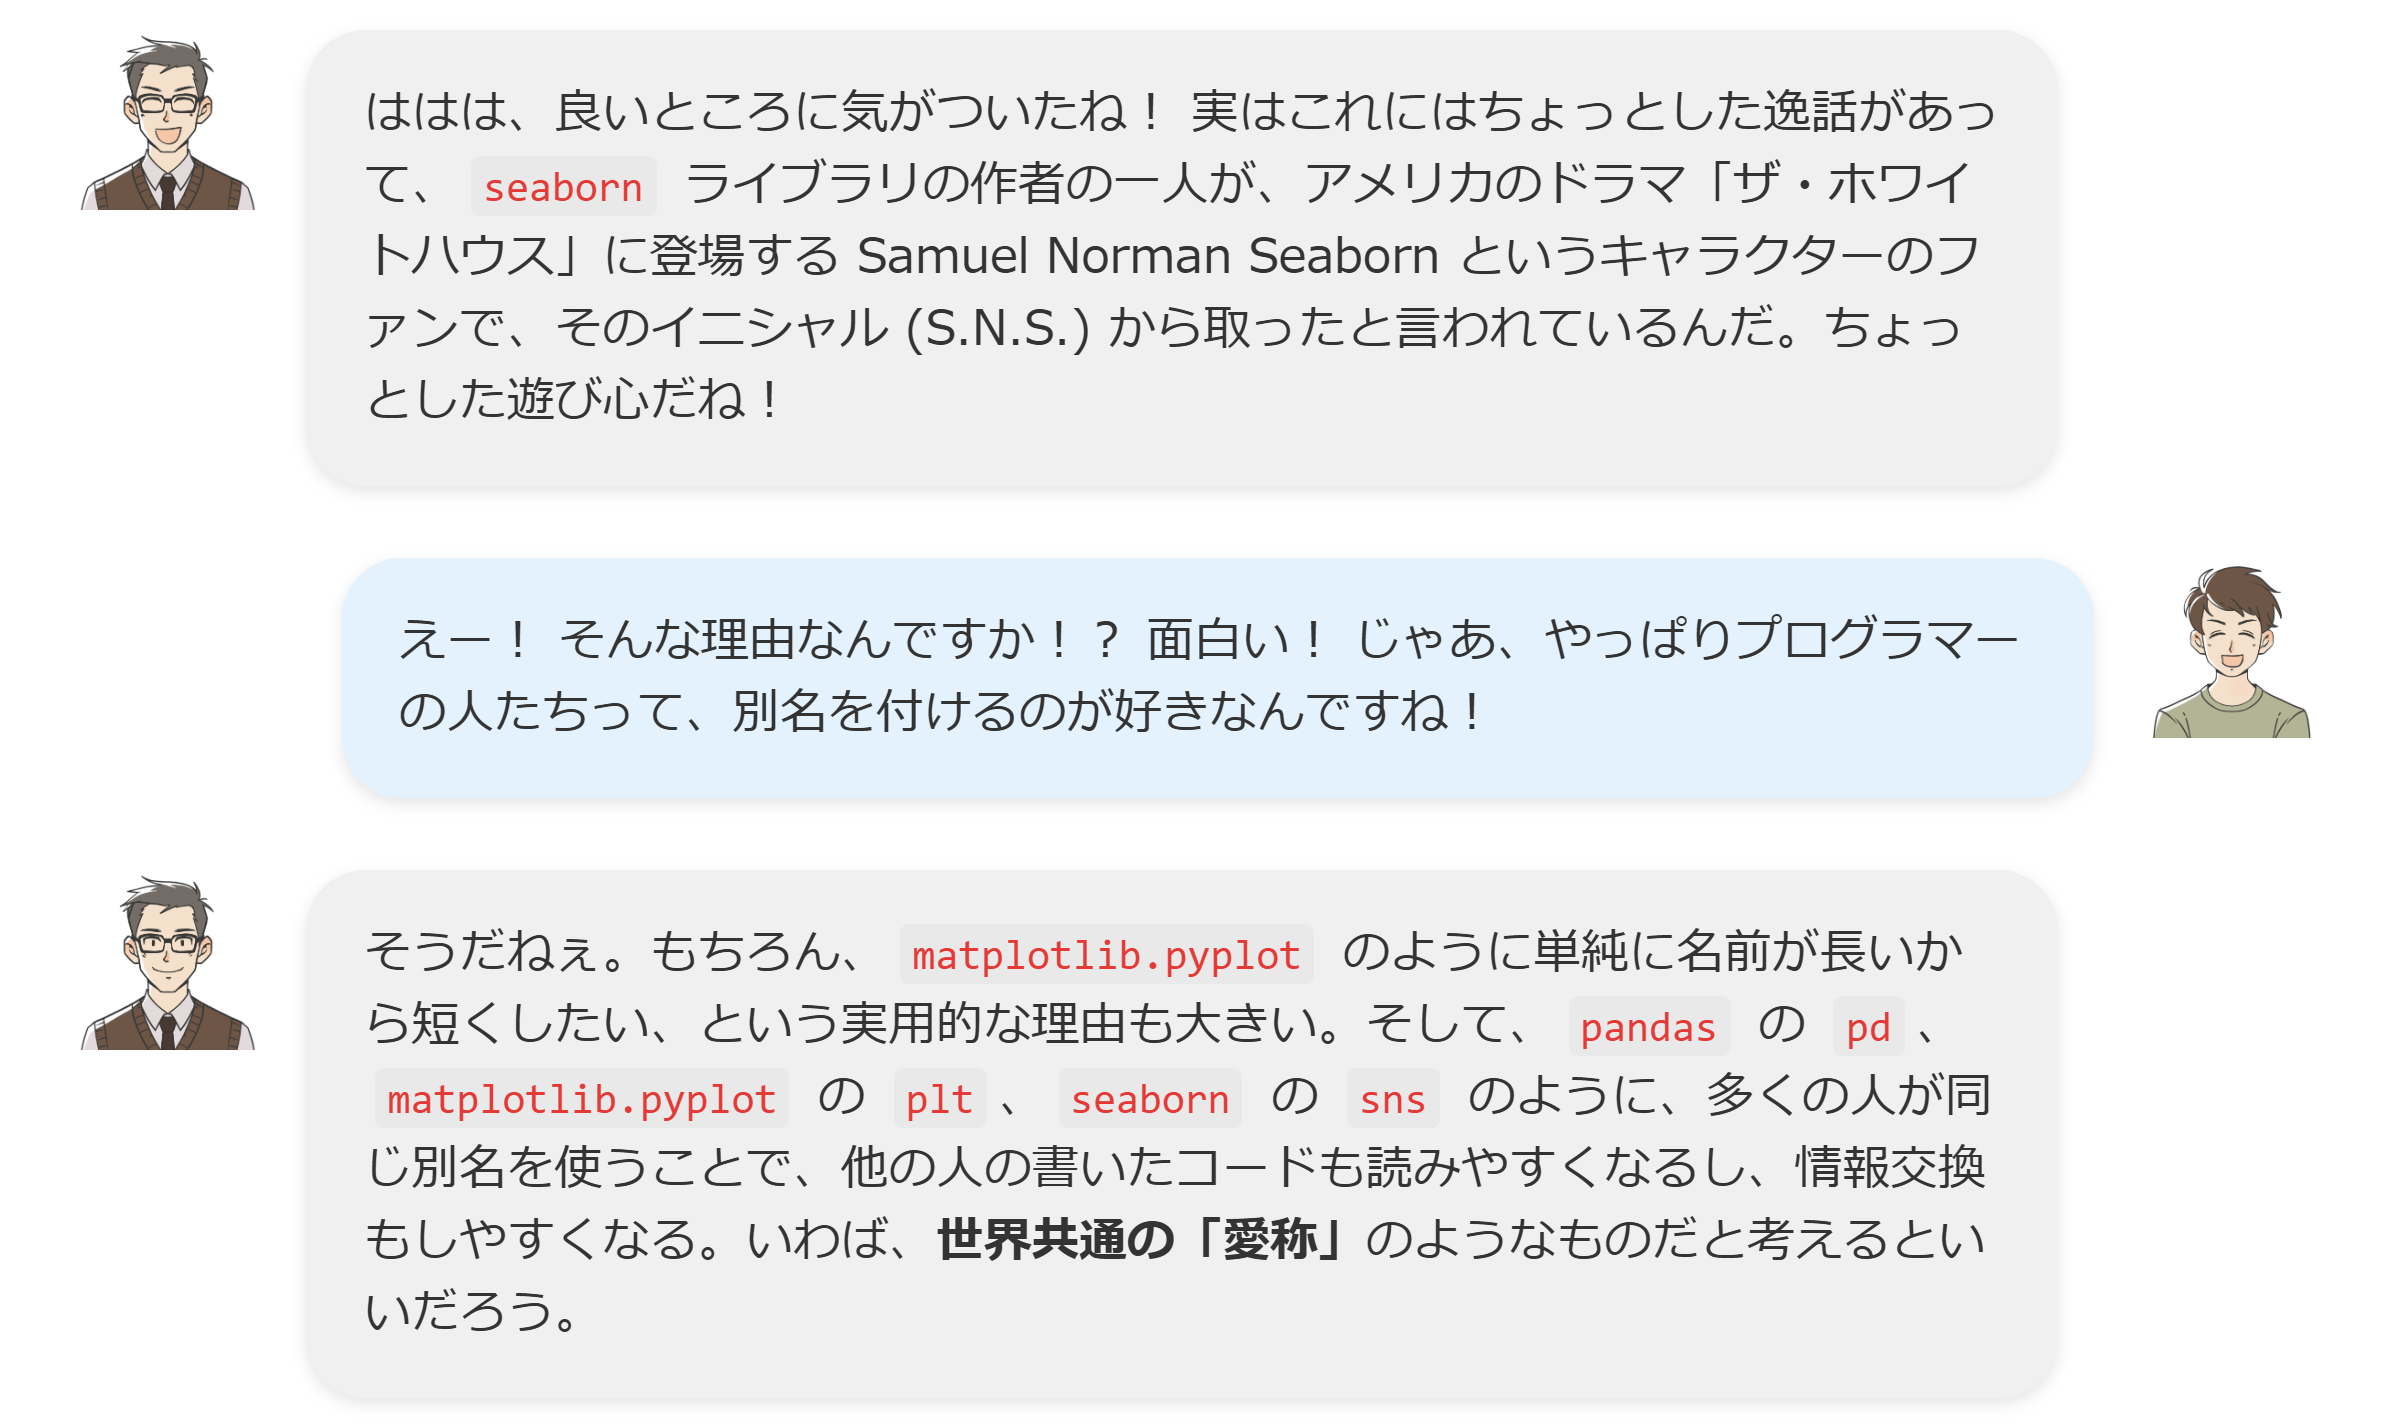 ははは、良いところに気がついたね！ 実はこれにはちょっとした逸話があっ
て、 seaborn ライブラリの作者の一人が、アメリカのドラマ「ザ・ホワイ
トハウス」に登場する Samuel Norman Seaborn というキャラクターのフ
ァンで、そのイニシャル (S.N.S.) から取ったと言われているんだ。ちょっ
とした遊び心だね！
えー！ そんな理由なんですか！？ 面白い！ じゃあ、やっぱりプログラマー
の人たちって、別名を付けるのが好きなんですね！
そうだねぇ。もちろん、 matplotlib.pyplot のように単純に名前が長いか
ら短くしたい、という実用的な理由も大きい。そして、 pandas の pd 、
matplotlib.pyplot の plt 、 seaborn の sns のように、多くの人が同
じ別名を使うことで、他の人の書いたコードも読みやすくなるし、情報交換
もしやすくなる。いわば、世界共通の「愛称」のようなものだと考えるとい
いだろう。